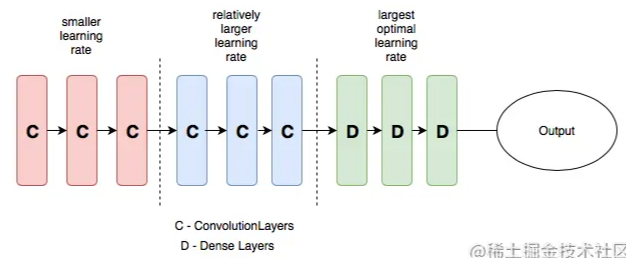 smaller
learning
rate
relatively
larger
learning
rate
largest
optimal
learning
rate
C
C
C
C
C
C
D
D
D
Output
C - ConvolutionLayers
D - Dense Layers
@稀土掘金技术社区